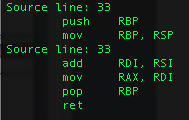 Source line: 33
push RBP
mov RBP, RSP
Source line: 33
add RDI, RSI
mov RAX, RDI
pop RBP
ret